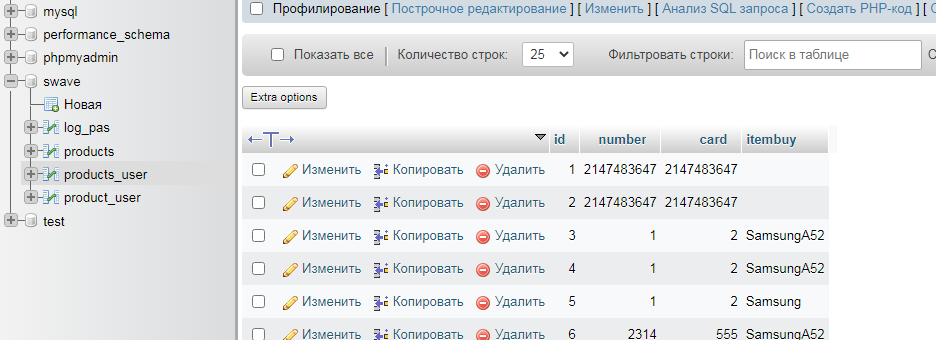 mysql
performance_schema
phpmyadmin
swave
Новая
log_pas
products
products_user
product_user
test
Профилирование [ Построчное редактирование ] [ Изменить ] [ Анализ SQL запроса ] [ Создать PHP-код ] [
Показать все Количество строк: 25 Фильтровать строки: Поиск в таблице
Extra options
id number card itembuy
Изменить Копировать Удалить 1 2147483647 2147483647
Изменить Копировать Удалить 2 2147483647 2147483647
Изменить Копировать Удалить 3 1 2 SamsungA52
Изменить Копировать Удалить 4 1 2 SamsungA52
Изменить Копировать Удалить 5 1 2 Samsung
Изменить Копировать Удалить 6 2314 555 SamsungA52